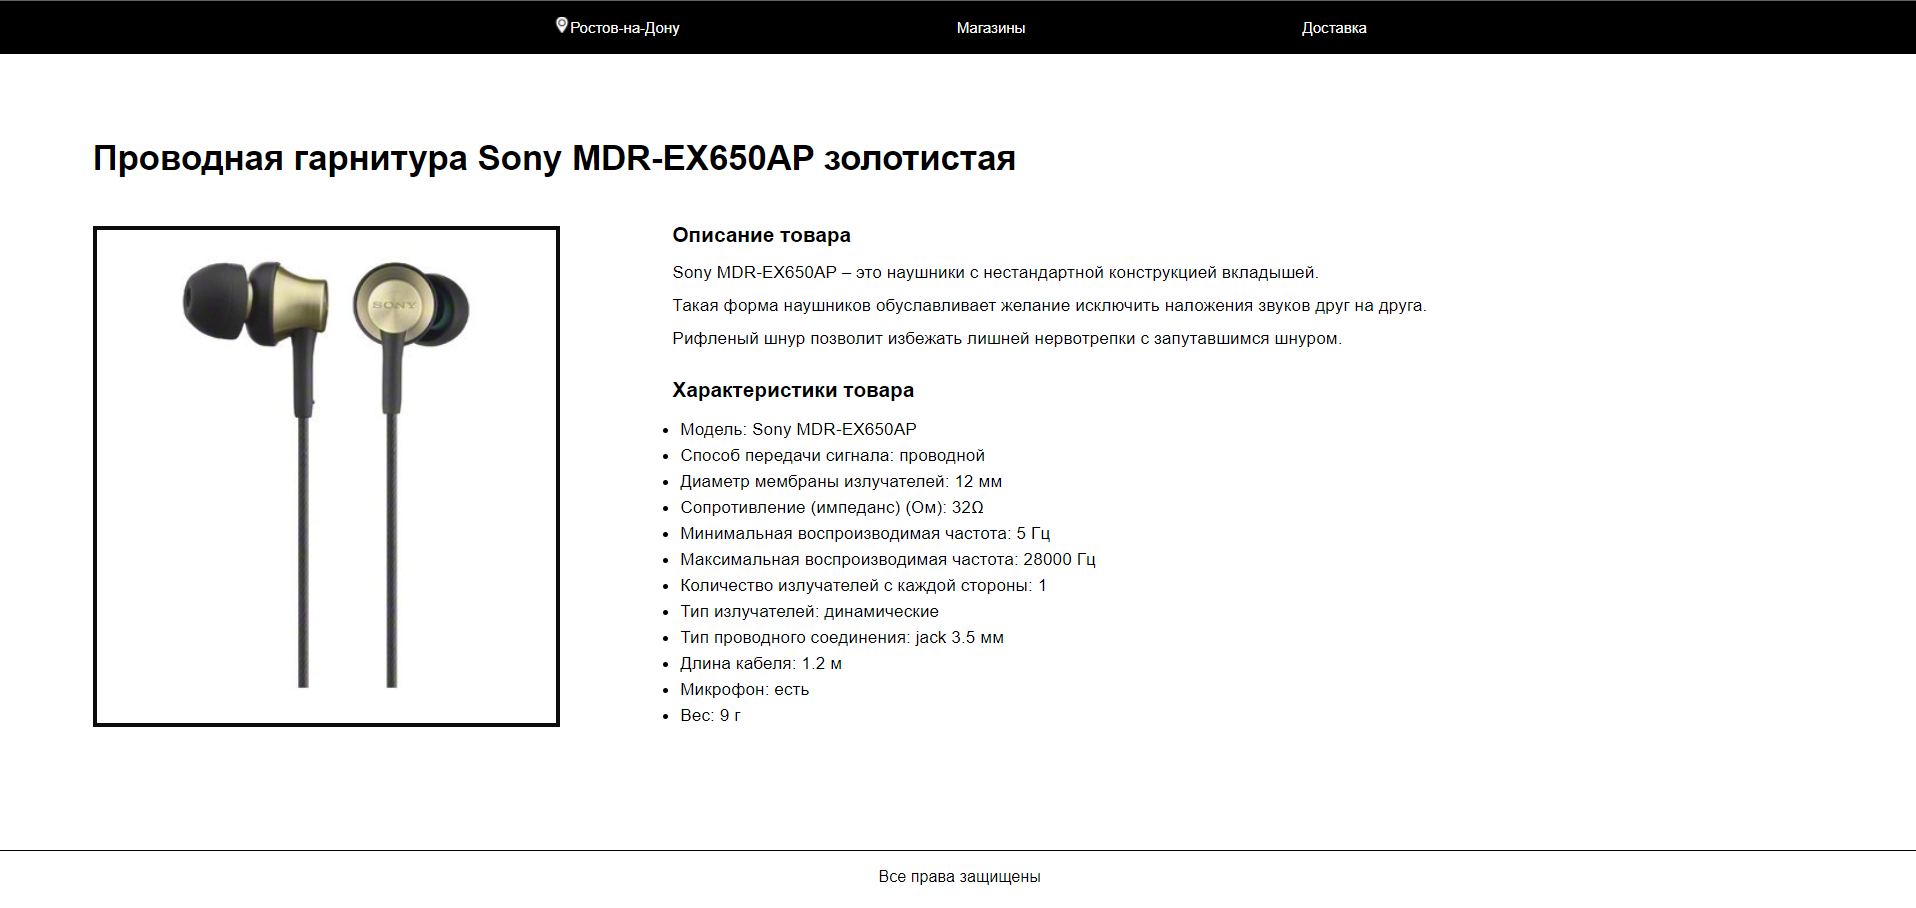 Ростов-на-Дону
Магазины
Доставка
Проводная гарнитура Sony MDR-EX650AP золотистая
SONY
Описание товара
Sony MDR-EX650AP – это наушники с нестандартной конструкцией вкладышей.
Такая форма наушников обуславливает желание исключить наложения звуков друг на друга.
Рифленый шнур позволит избежать лишней нервотрепки с запутавшимся шнуром.
Характеристики товара
Модель: Sony MDR-EX650AP
Способ передачи сигнала: проводной
Диаметр мембраны излучателей: 12 мм
Сопротивление (импеданс) (Ом): 32Ω
Минимальная воспроизводимая частота: 5 Гц
Максимальная воспроизводимая частота: 28000 Гц
Количество излучателей с каждой стороны: 1
Тип излучателей: динамические
Тип проводного соединения: jack 3.5 мм
Длина кабеля: 1.2 м
Микрофон: есть
Вес: 9 г
Все права защищены